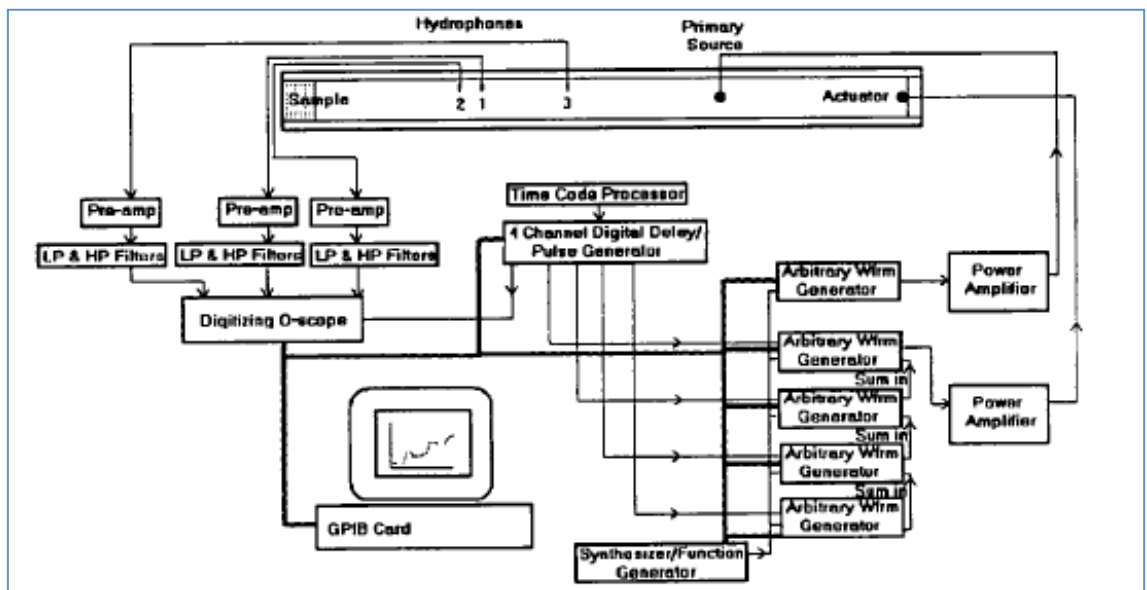 Hydrophones
Primary
Source
Sample
2 1
3
Actuator
Pre-amp
Pre-amp
Pre-amp
LP & HP Filters
LP & HP Filters
LP & HP Filters
Digitizing O-scope
Time Code Processor
4 Channel Digital Delay/
Pulse Generator
Arbitrary Wfrm
Generator
Power
Amplifier
Arbitrary Wfrm
Generator
Sum in
Arbitrary Wfrm
Generator
Power
Amplifier
Sum in
Arbitrary Wfrm
Generator
Sum in
Arbitrary Wfrm
Generator
GPIB Card
Synthesizer/Function
Generator